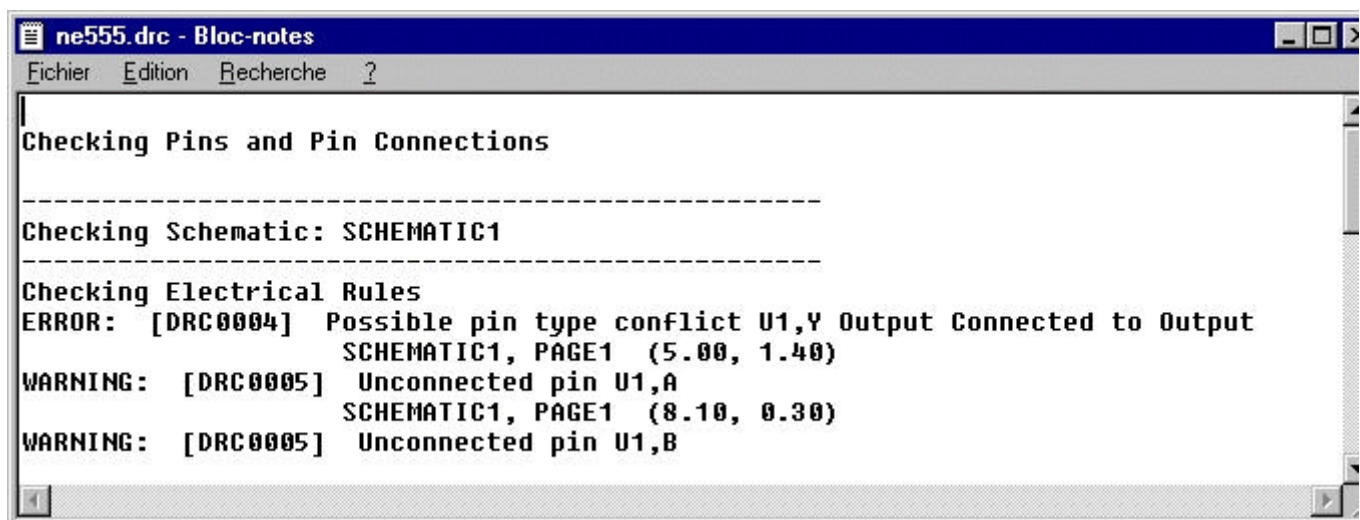 ne555.drc - Bloc-notes
Fichier Edition Recherche ?
Checking Pins and Pin Connections
--------------------------------------------------
Checking Schematic: SCHEMATIC1
--------------------------------------------------
Checking Electrical Rules
ERROR: [DRC0004] Possible pin type conflict U1,Y Output Connected to Output
SCHEMATIC1, PAGE1 (5.00, 1.40)
WARNING: [DRC0005] Unconnected pin U1,A
SCHEMATIC1, PAGE1 (8.10, 0.30)
WARNING: [DRC0005] Unconnected pin U1,B